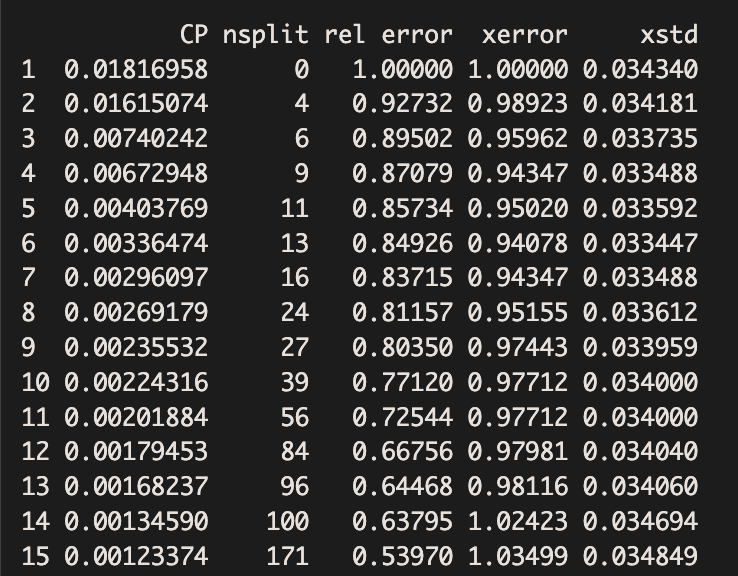 CP nsplit rel error xerror xstd
1 0.01816958 0 1.00000 1.00000 0.034340
2 0.01615074 4 0.92732 0.98923 0.034181
3 0.00740242 6 0.89502 0.95962 0.033735
4 0.00672948 9 0.87079 0.94347 0.033488
5 0.00403769 11 0.85734 0.95020 0.033592
6 0.00336474 13 0.84926 0.94078 0.033447
7 0.00296097 16 0.83715 0.94347 0.033488
8 0.00269179 24 0.81157 0.95155 0.033612
9 0.00235532 27 0.80350 0.97443 0.033959
10 0.00224316 39 0.77120 0.97712 0.034000
11 0.00201884 56 0.72544 0.97712 0.034000
12 0.00179453 84 0.66756 0.97981 0.034040
13 0.00168237 96 0.64468 0.98116 0.034060
14 0.00134590 100 0.63795 1.02423 0.034694
15 0.00123374 171 0.53970 1.03499 0.034849